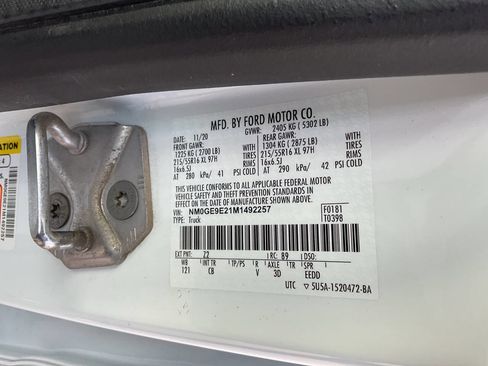 MFD. BY FORD MOTOR CO.
11/20 GVWR: 2405 KG ( 5302 LB)
FRONT GAWR: REAR GAWR:
1225 KG ( 2700 LB) 1304 KG ( 2875 LB)
215/55R16 XL 97H TIRES 215/55R16 XL 97H TIRES
16x6.5J RIMS 16x6.5J RIMS
AT 280 kPa/ 41 PSI COLD AT 290 kPa/ 42 PSI COLD
THIS VEHICLE CONFORMS TO ALL APPLICABLE FEDERAL MOTOR
VEHICLE SAFETY AND THEFT PREVENTION STANDARDS IN
EFFECT ON THE DATE OF MANUFACTURE SHOWN ABOVE.
VIN: NM0GE9E21M1492257 F0181
TYPE: Truck T0398
EXT PNT: Z2 RC: 89 DSO:
WB INT TR TP/PS R AXLE TR SPR
121 CB V 3D EEDD
UTC 5U5A-1520472-BA